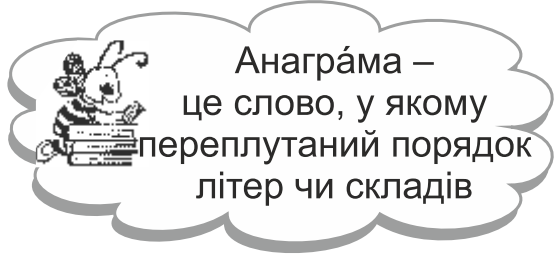 Анагра́ма –
це слово, у якому
переплутаний порядок
літер чи складів